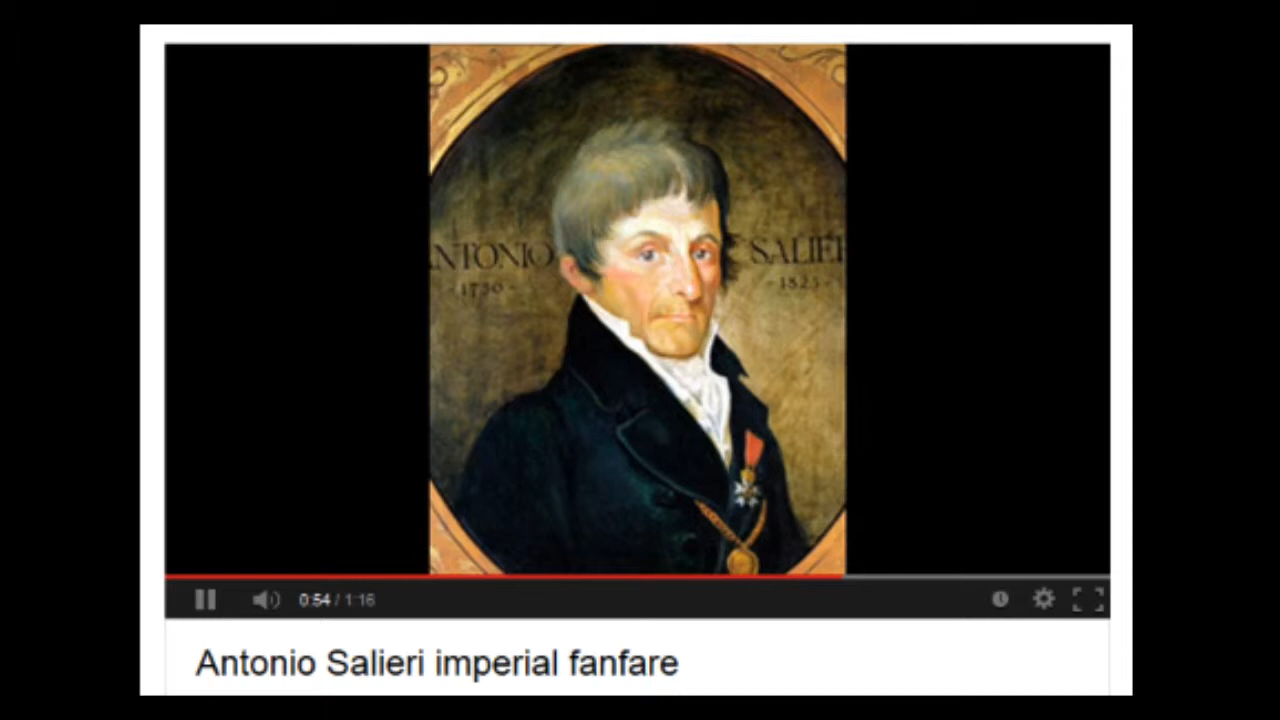 ANTONIO SALIERI
- 1750 - - 1825 -
0:54 / 1:16
Antonio Salieri imperial fanfare